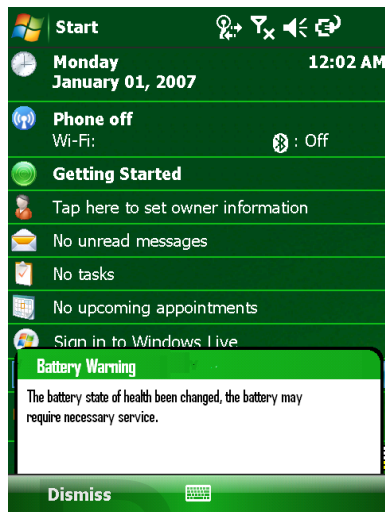 Start
Monday 12:02 AM
January 01, 2007
Phone off
Wi-Fi: : Off
Getting Started
Tap here to set owner information
No unread messages
No tasks
No upcoming appointments
Sign in to Windows Live
Battery Warning
The battery state of health been changed, the battery may
require necessary service.
Dismiss